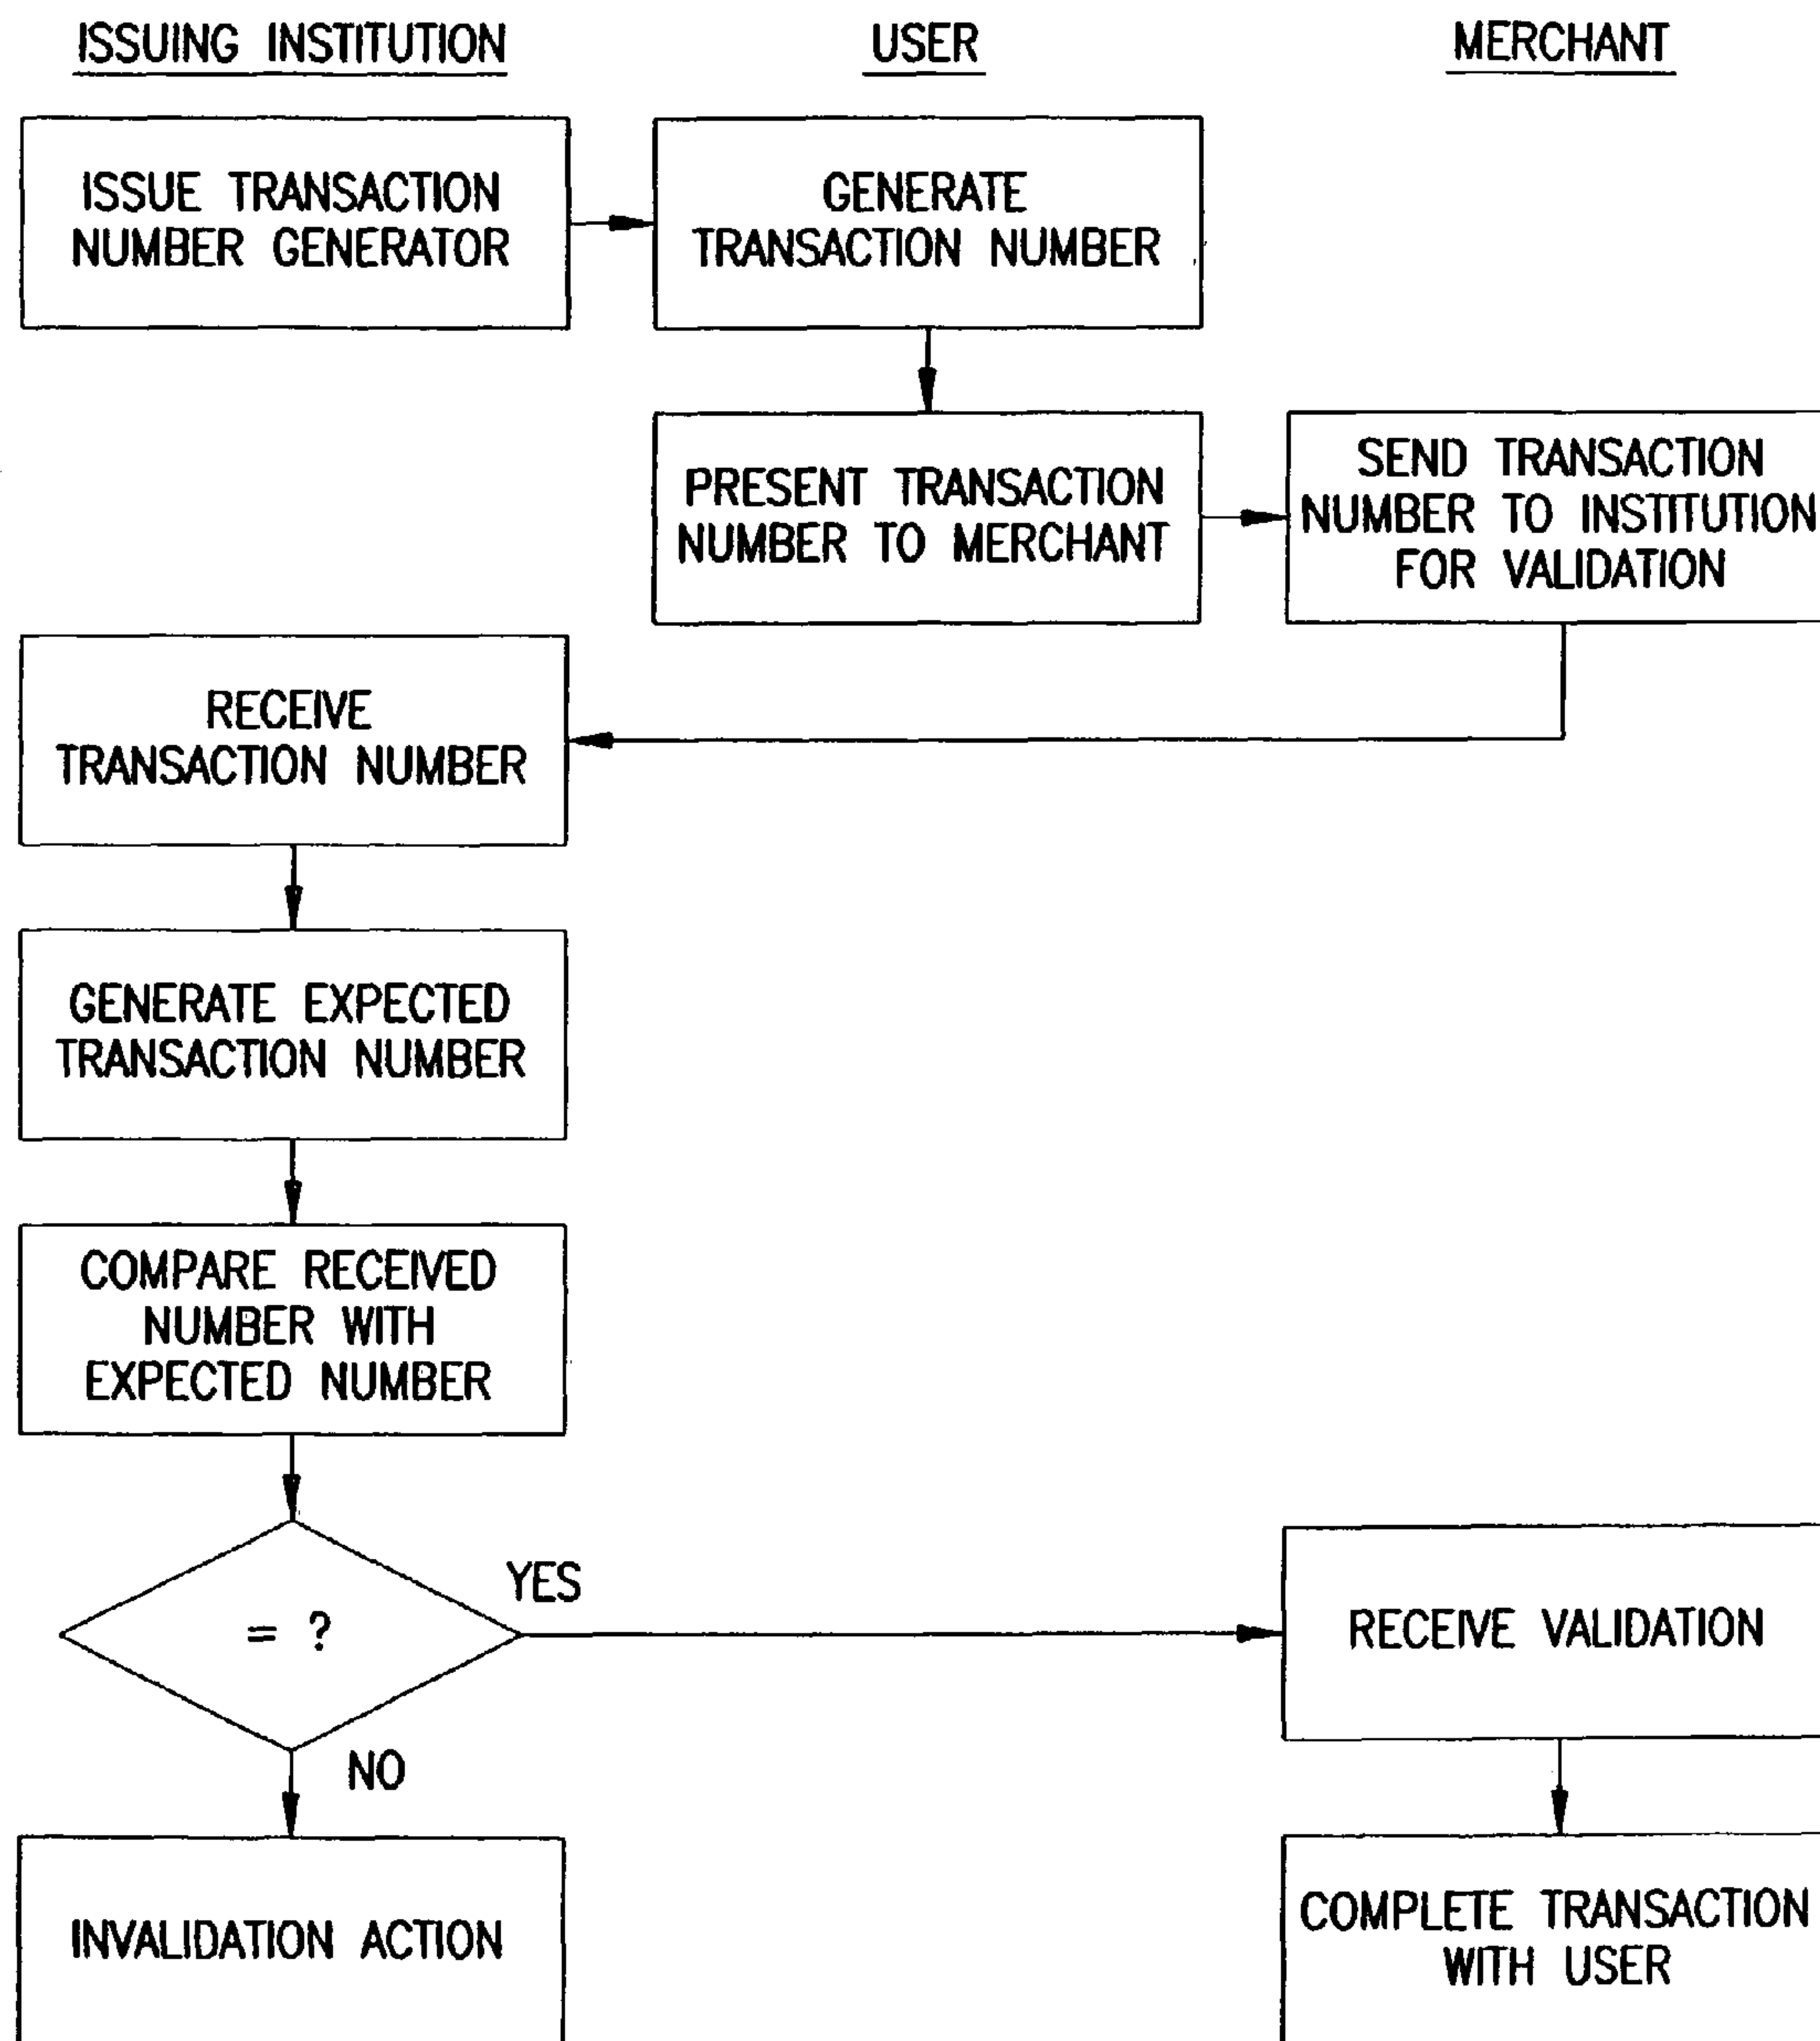 ISSUING INSTITUTION
USER
MERCHANT
ISSUE TRANSACTION
NUMBER GENERATOR
GENERATE
TRANSACTION NUMBER
PRESENT TRANSACTION
NUMBER TO MERCHANT
SEND TRANSACTION
NUMBER TO INSTITUTION
FOR VALIDATION
RECEIVE
TRANSACTION NUMBER
GENERATE EXPECTED
TRANSACTION NUMBER
COMPARE RECEIVED
NUMBER WITH
EXPECTED NUMBER
= ?
YES
NO
RECEIVE VALIDATION
INVALIDATION ACTION
COMPLETE TRANSACTION
WITH USER